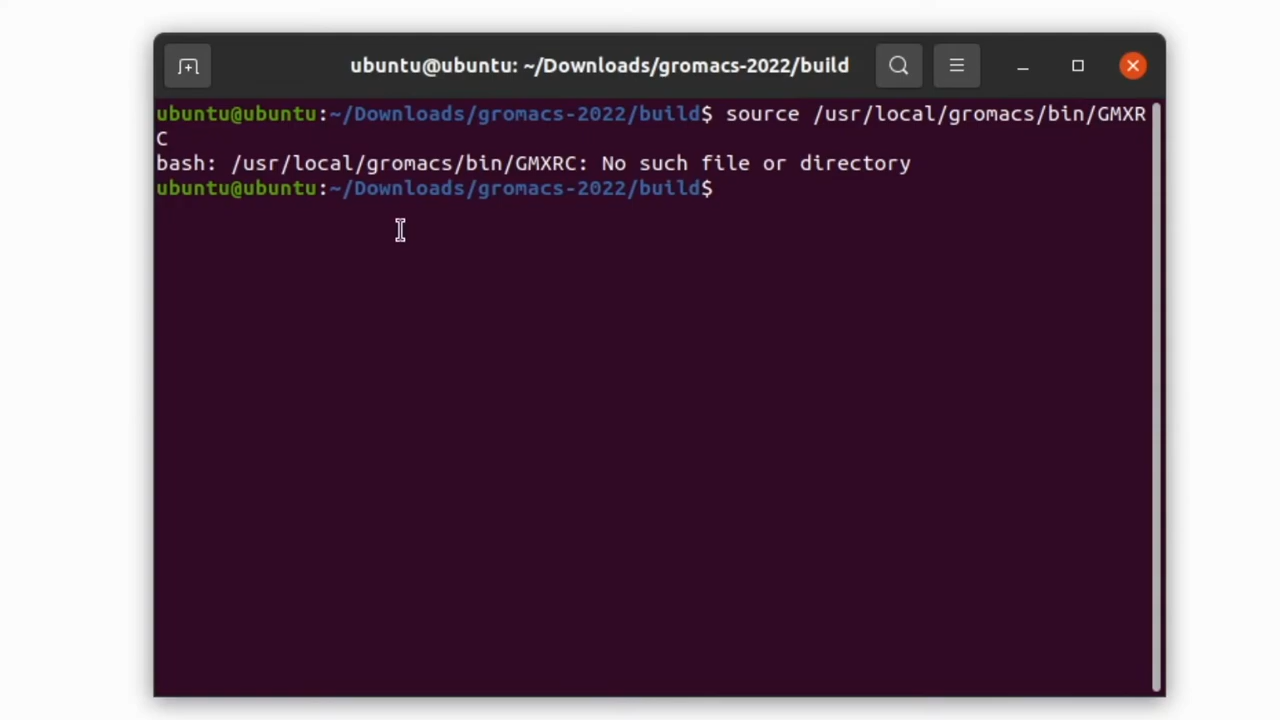 ubuntu@ubuntu: ~/Downloads/gromacs-2022/build
ubuntu@ubuntu:~/Downloads/gromacs-2022/build$ source /usr/local/gromacs/bin/GMXR
C
bash: /usr/local/gromacs/bin/GMXRC: No such file or directory
ubuntu@ubuntu:~/Downloads/gromacs-2022/build$